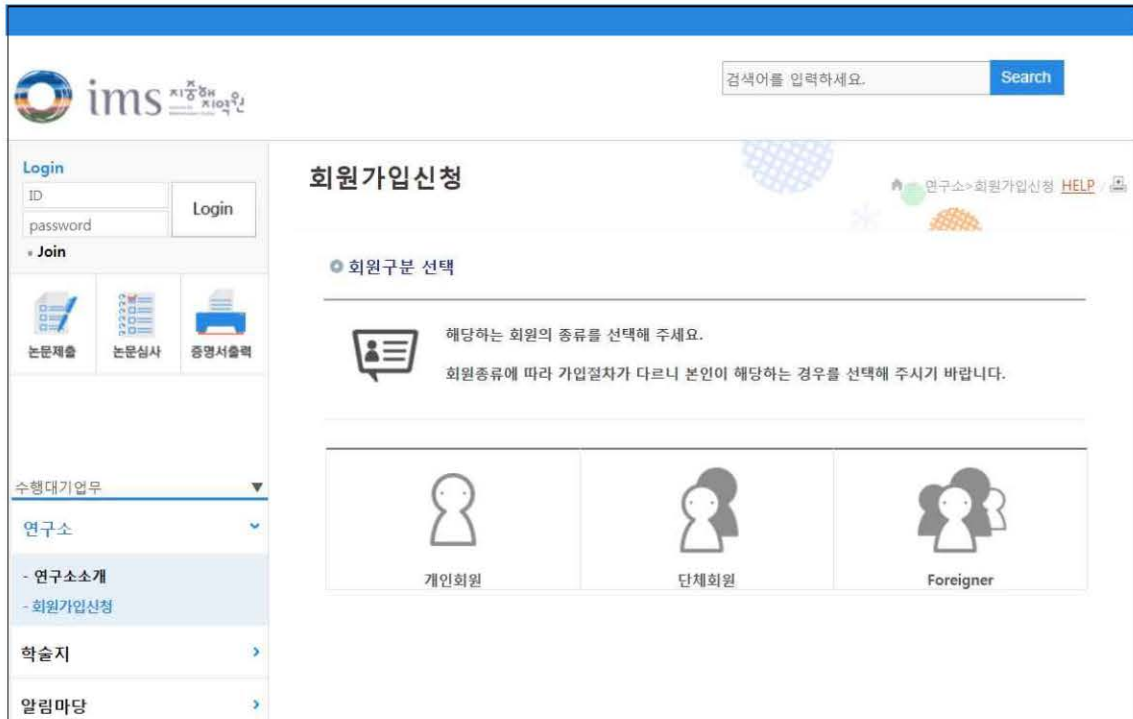 ims 지중해지역원
검색어를 입력하세요. Search
Login
ID
password
Login
Join
논문제출 논문심사 증명서출력
수행대기업무 ▼
연구소
- 연구소소개
- 회원가입신청
학술지
알림마당
회원가입신청
연구소>회원가입신청 HELP
회원구분 선택
해당하는 회원의 종류를 선택해 주세요.
회원종류에 따라 가입절차가 다르니 본인이 해당하는 경우를 선택해 주시기 바랍니다.
개인회원 단체회원 Foreigner